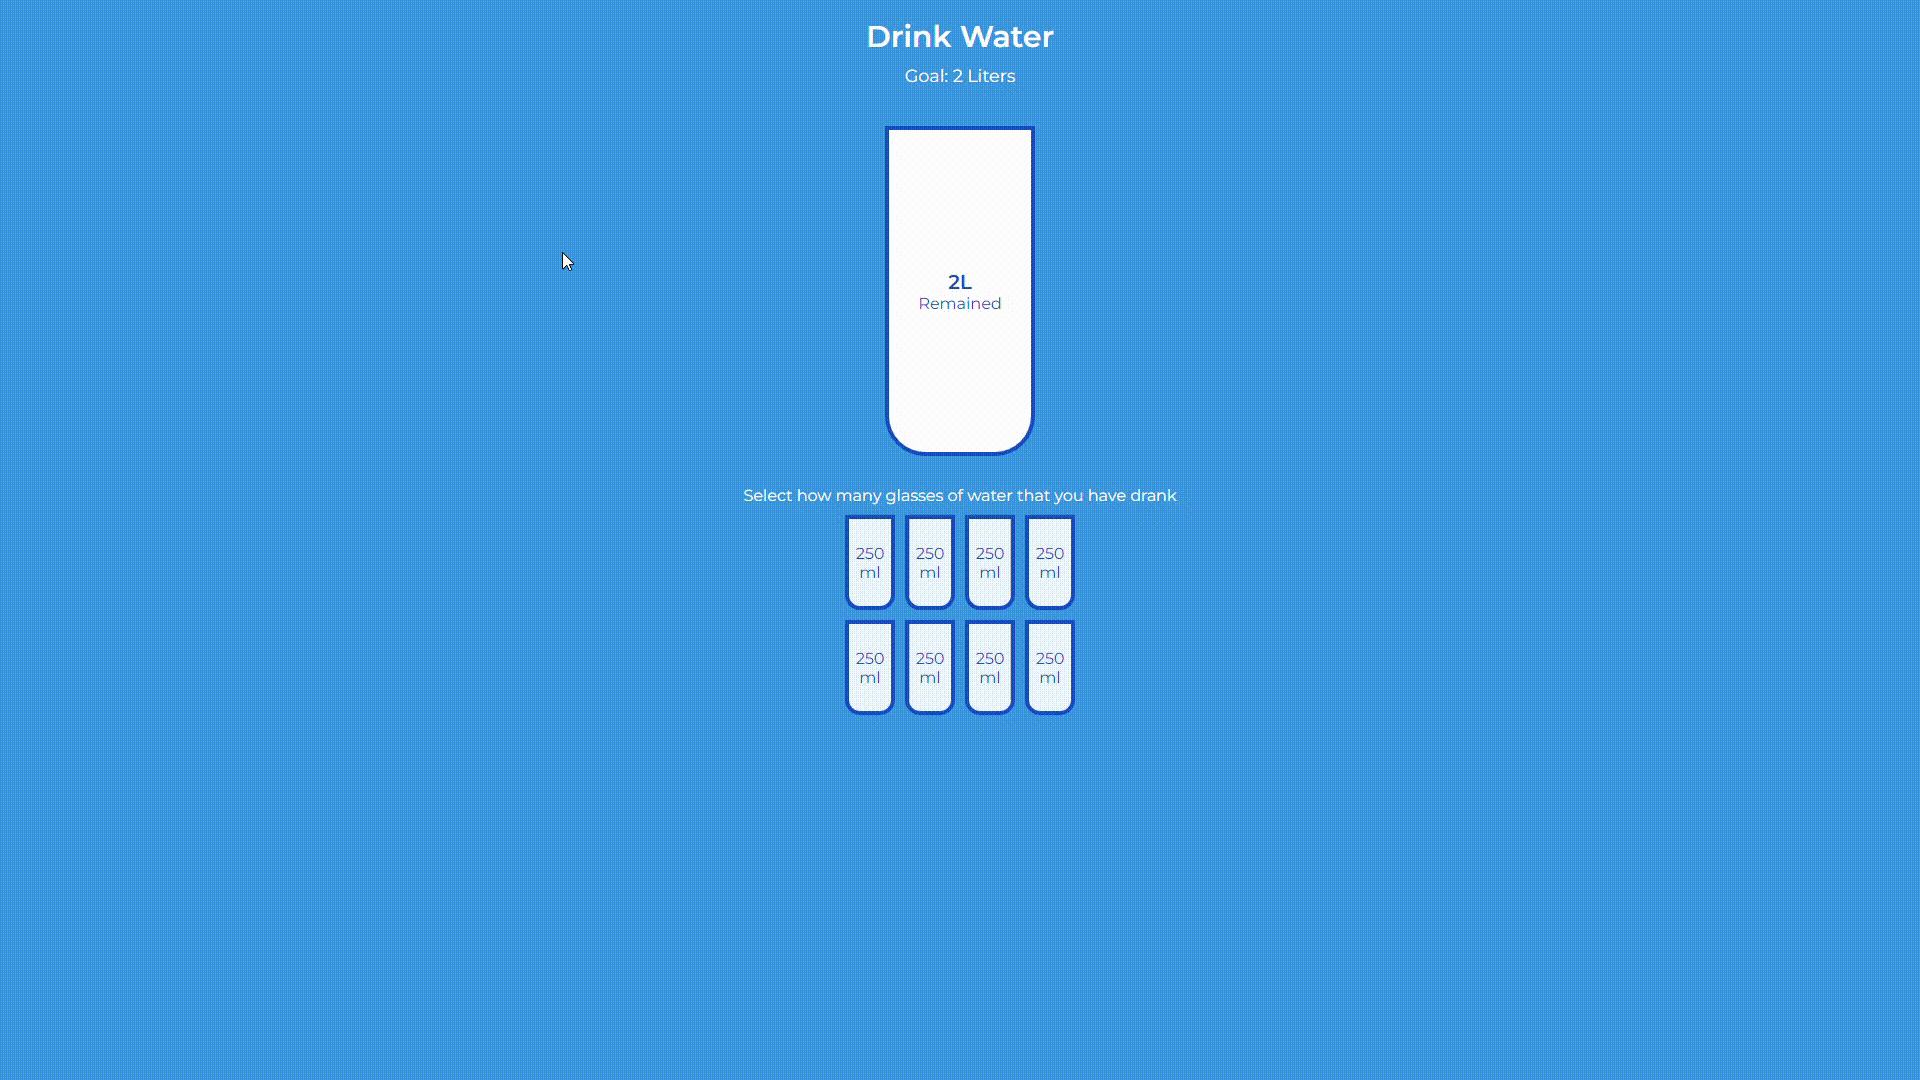 Drink Water
Goal: 2 Liters
2L
Remained
Select how many glasses of water that you have drank
250 250 250 250
ml ml ml ml
250 250 250 250
ml ml ml ml